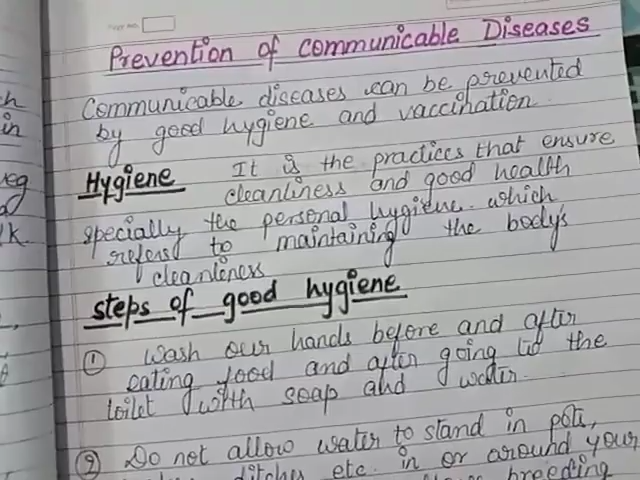 Prevention of Communicable Diseases
Communicable diseases can be prevented
by good hygiene and vaccination.
Hygiene It is the practices that ensure
cleanliness and good health
specially the personal hygiene which
refers to maintaining the body's
cleanliness
steps of good hygiene
① Wash our hands before and after
eating food and after going to the
toilet with soap and water.
② Do not allow water to stand in pots,
ditches etc. in or around your
breeding